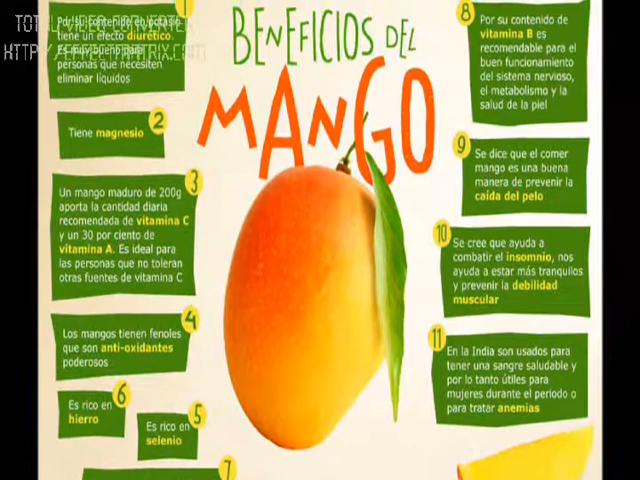 BENEFICIOS DEL
MANGO
1
Por su contenido de potasio
tiene un efecto diurético.
Es muy bueno para
personas que necesiten
eliminar líquidos
2
Tiene magnesio
3
Un mango maduro de 200g
aporta la cantidad diaria
recomendada de vitamina C
y un 30 por ciento de
vitamina A. Es ideal para
las personas que no toleran
otras fuentes de vitamina C
4
Los mangos tienen fenoles
que son anti-oxidantes
poderosos
6
Es rico en
hierro
5
Es rico en
selenio
7
8
Por su contenido de
vitamina B es
recomendable para el
buen funcionamiento
del sistema nervioso,
el metabolismo y la
salud de la piel
9
Se dice que el comer
mango es una buena
manera de prevenir la
caída del pelo
10
Se cree que ayuda a
combatir el insomnio, nos
ayuda a estar más tranquilos
y prevenir la debilidad
muscular
11
En la India son usados para
tener una sangre saludable y
por lo tanto útiles para
mujeres durante el periodo o
para tratar anemias